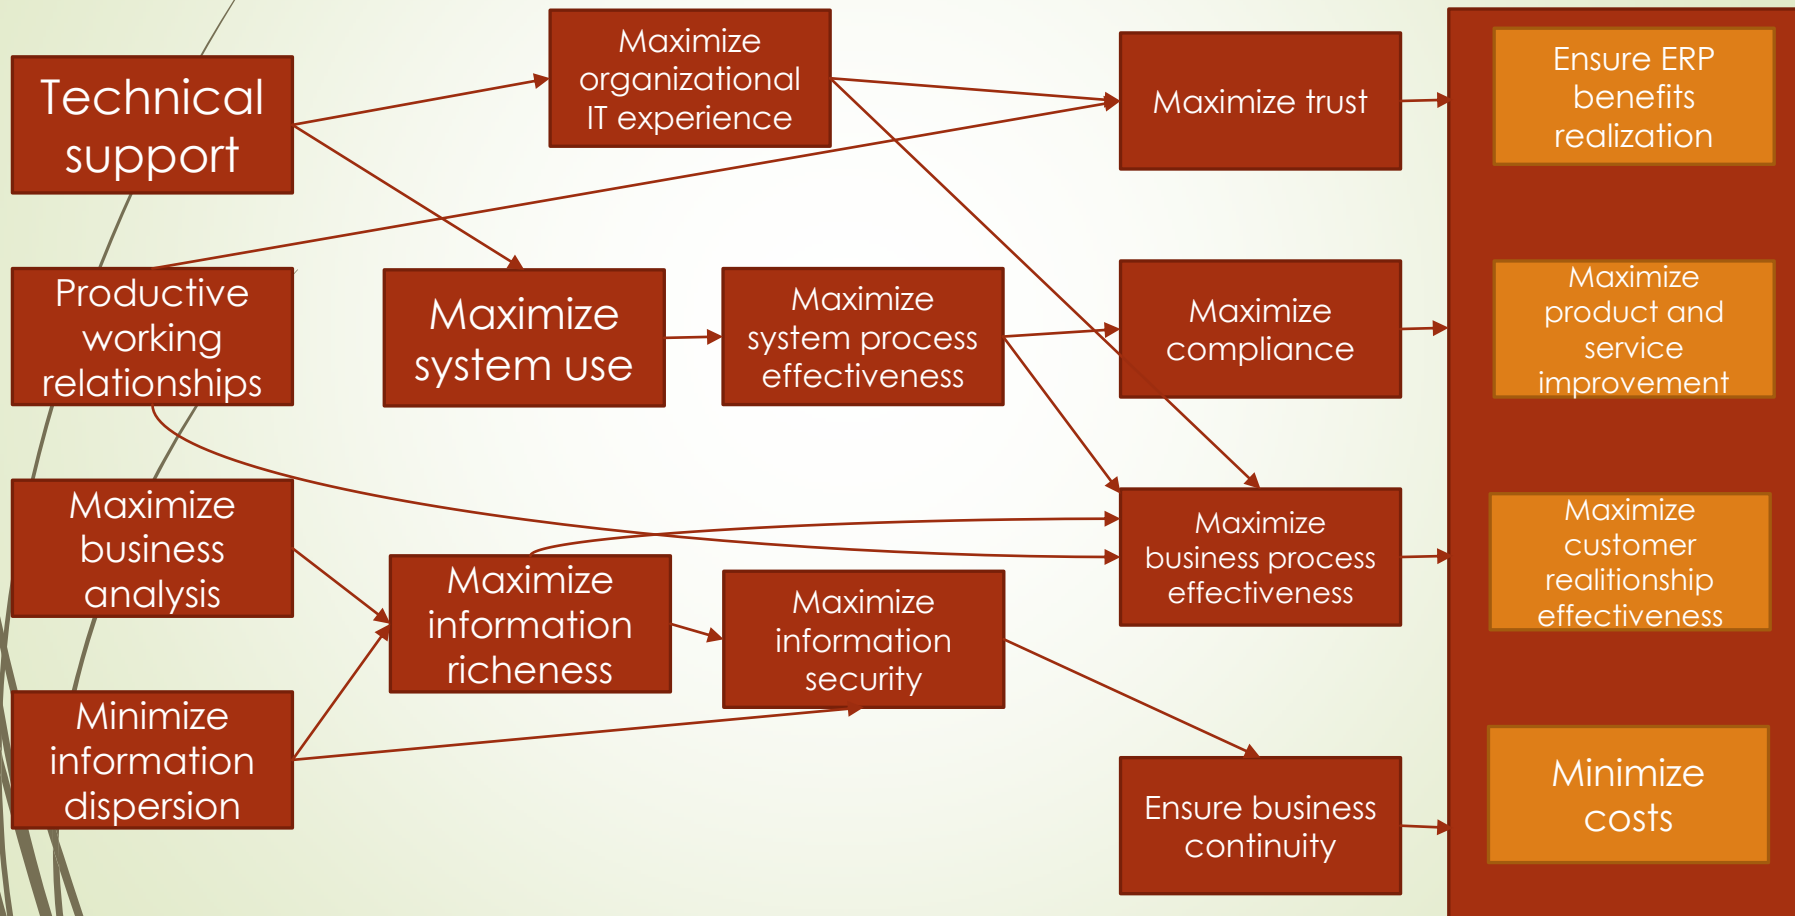 Technical
support
Maximize
organizational
IT experience
Maximize trust
Ensure ERP
benefits
realization
Productive
working
relationships
Maximize
system use
Maximize
system process
effectiveness
Maximize
compliance
Maximize
product and
service
improvement
Maximize
business
analysis
Maximize
information
richeness
Maximize
information
security
Maximize
business process
effectiveness
Maximize
customer
realitionship
effectiveness
Minimize
information
dispersion
Ensure business
continuity
Minimize
costs